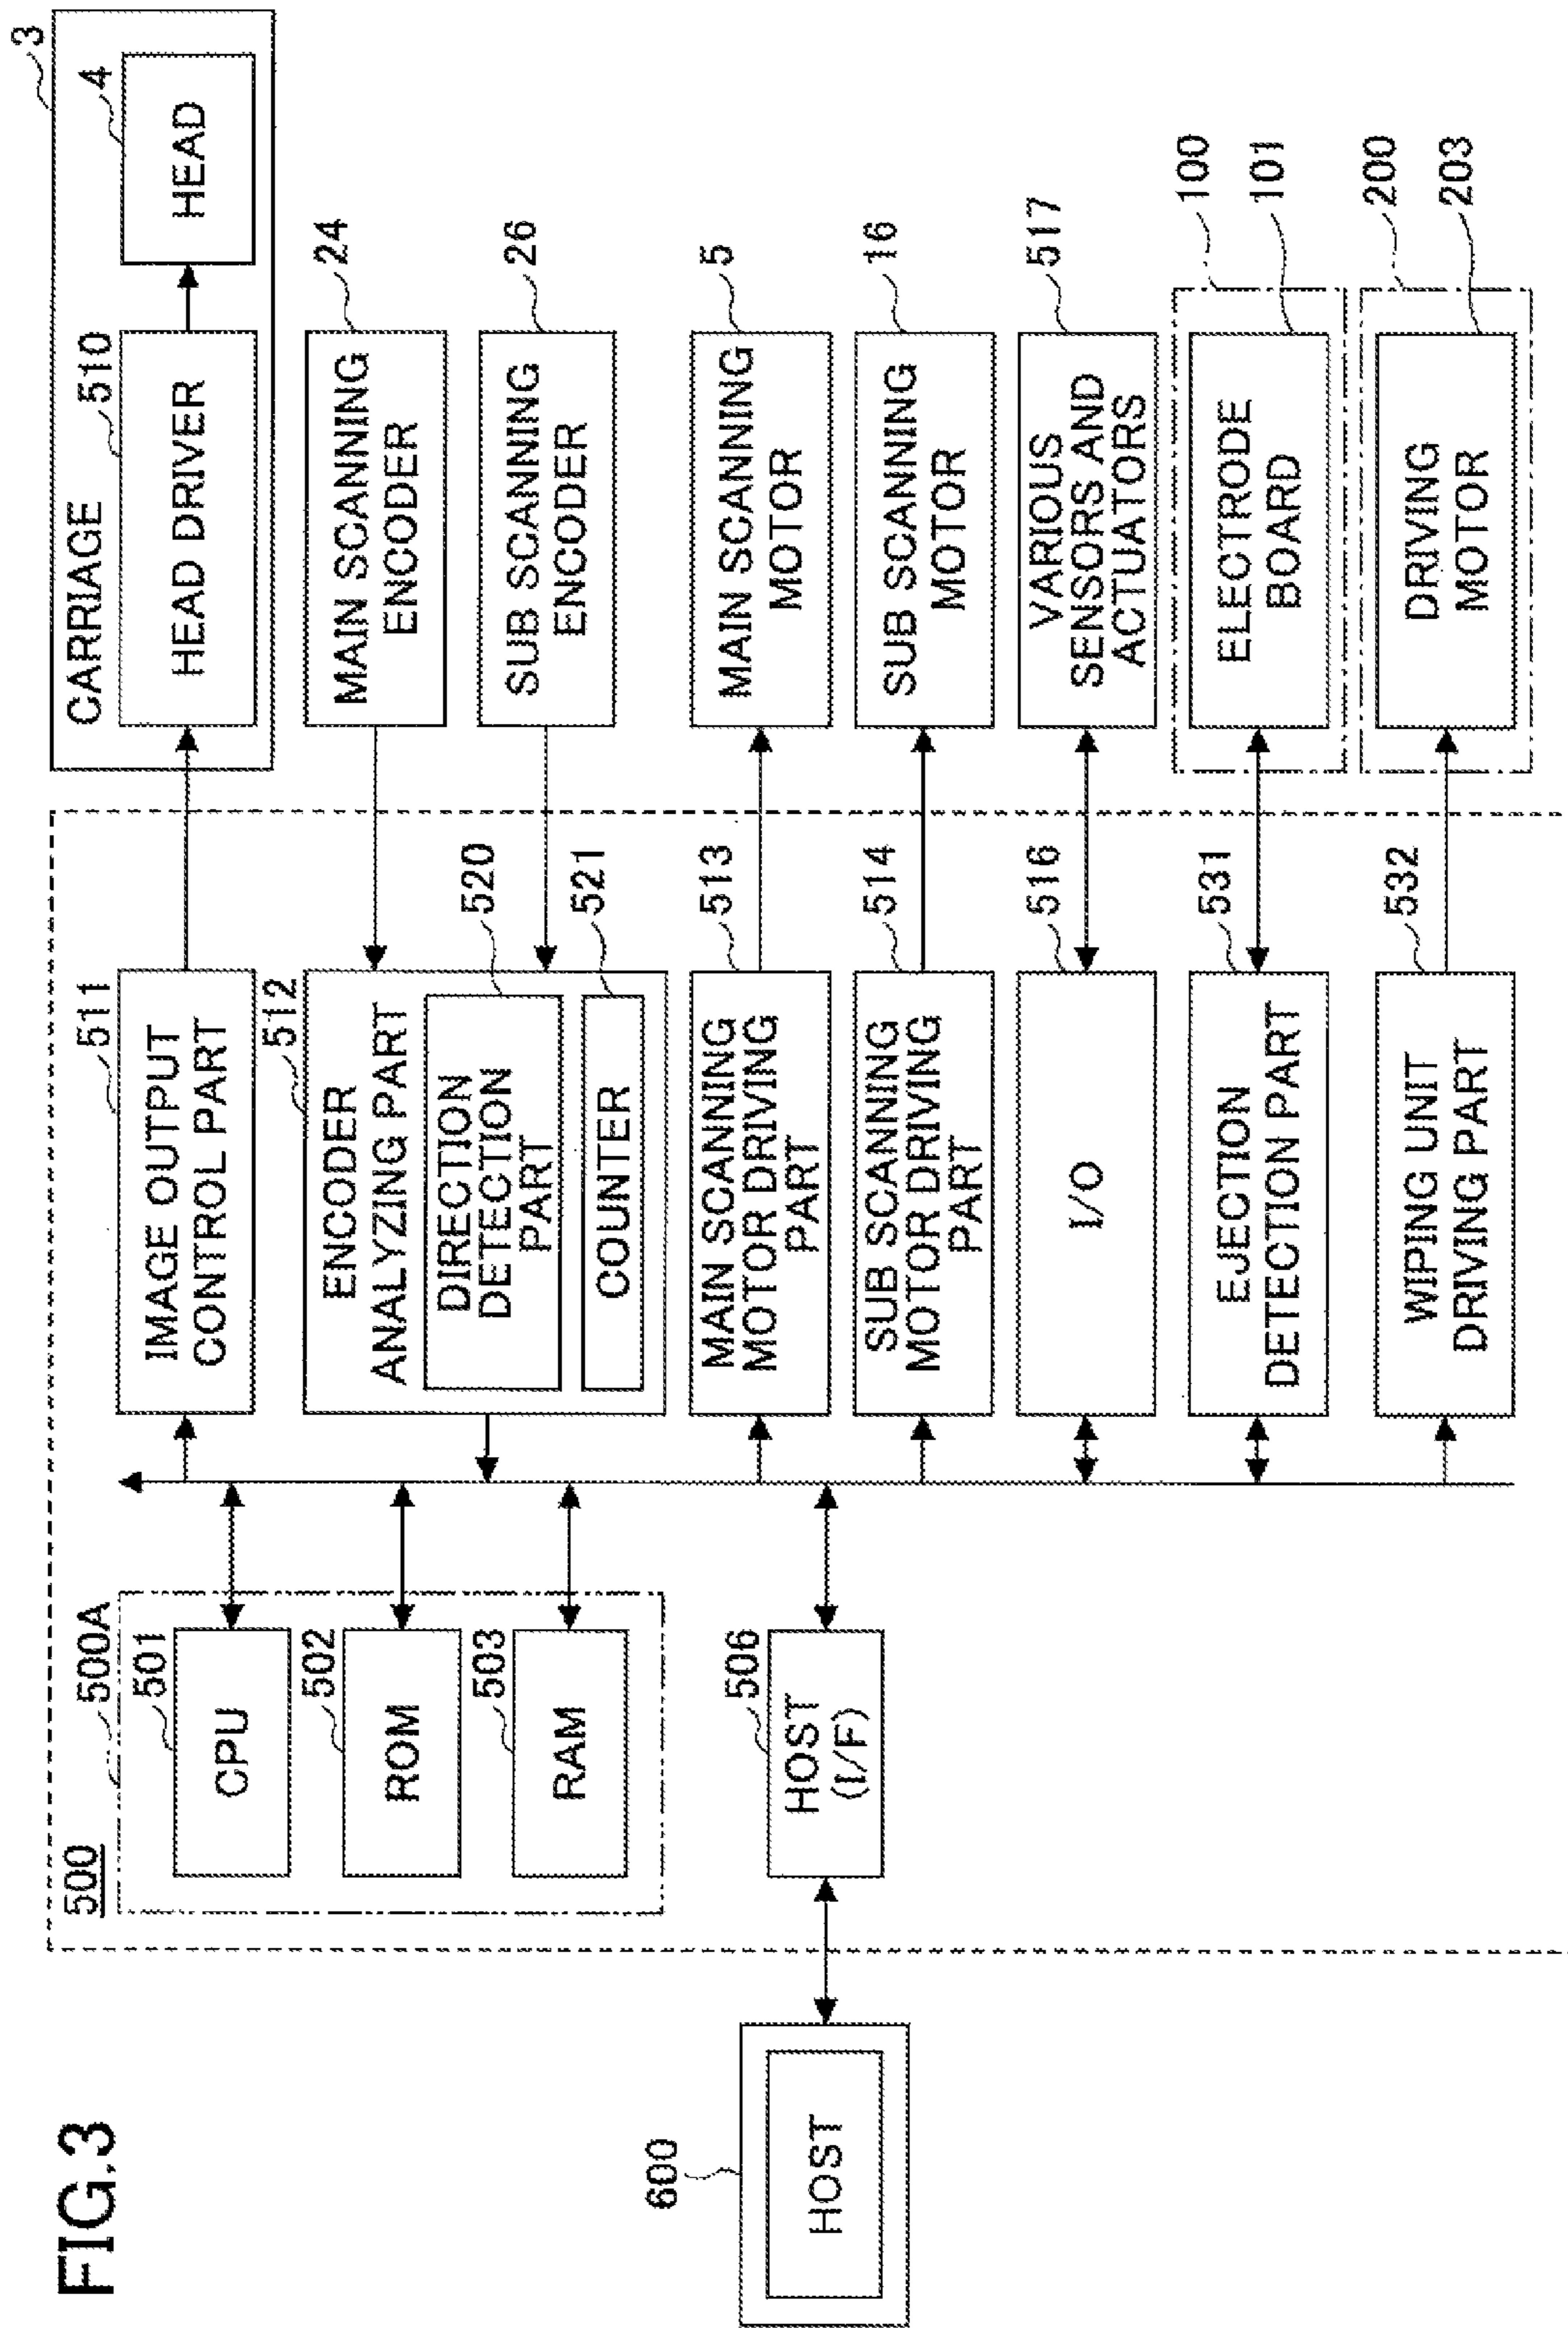 FIG.3
600
HOST
500
500A
501
CPU
502
ROM
503
RAM
506
HOST
(I/F)
511
IMAGE OUTPUT
CONTROL PART
512
ENCODER
ANALYZING PART
520
DIRECTION
DETECTION
PART
521
COUNTER
513
MAIN SCANNING
MOTOR DRIVING
PART
514
SUB SCANNING
MOTOR DRIVING
PART
516
I/O
531
EJECTION
DETECTION PART
532
WIPING UNIT
DRIVING PART
3
CARRIAGE
510
HEAD DRIVER
4
HEAD
24
MAIN SCANNING
ENCODER
26
SUB SCANNING
ENCODER
5
MAIN SCANNING
MOTOR
16
SUB SCANNING
MOTOR
517
VARIOUS
SENSORS AND
ACTUATORS
100
101
ELECTRODE
BOARD
200
203
DRIVING
MOTOR